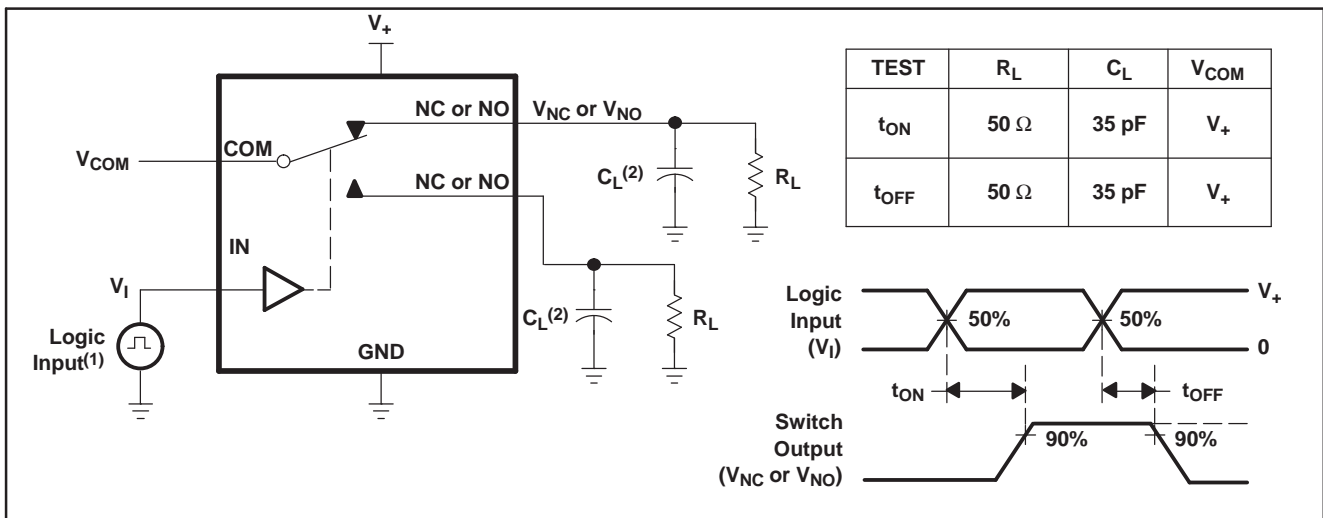 V+
NC or NO
VNC or VNO
COM
VCOM
CL(2)
RL
NC or NO
IN
VI
CL(2)
RL
Logic
Input(1)
GND
TEST RL CL VCOM
tON 50 Ω 35 pF V+
tOFF 50 Ω 35 pF V+
Logic
Input
(VI)
50%
50%
V+
0
tON
tOFF
Switch
Output
(VNC or VNO)
90%
90%